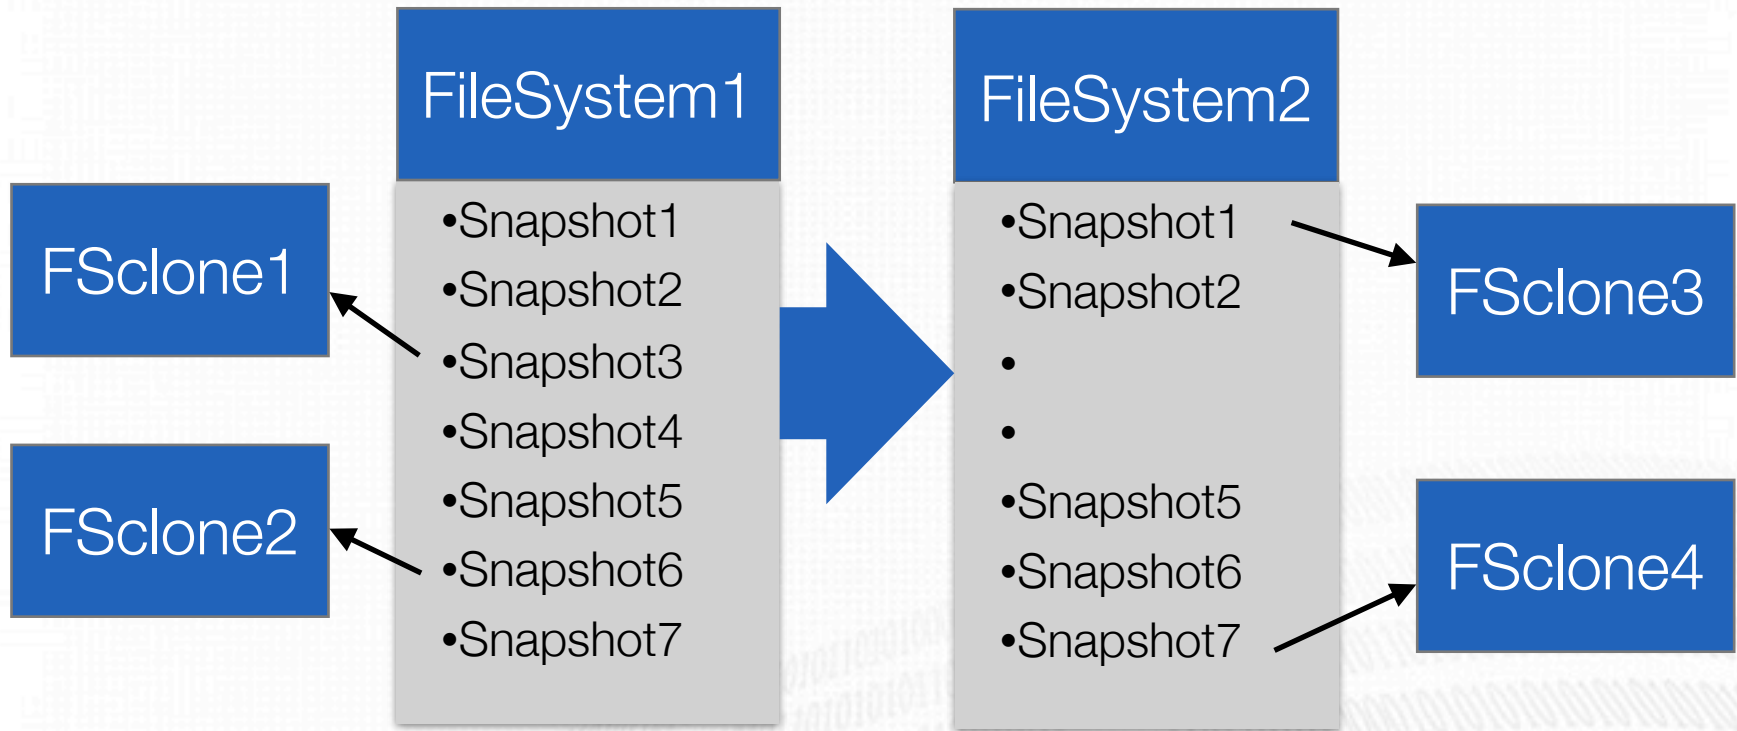 FileSystem1
•Snapshot1
•Snapshot2
•Snapshot3
•Snapshot4
•Snapshot5
•Snapshot6
•Snapshot7
FSclone1
FSclone2
FileSystem2
•Snapshot1
•Snapshot2
•
•
•Snapshot5
•Snapshot6
•Snapshot7
FSclone3
FSclone4